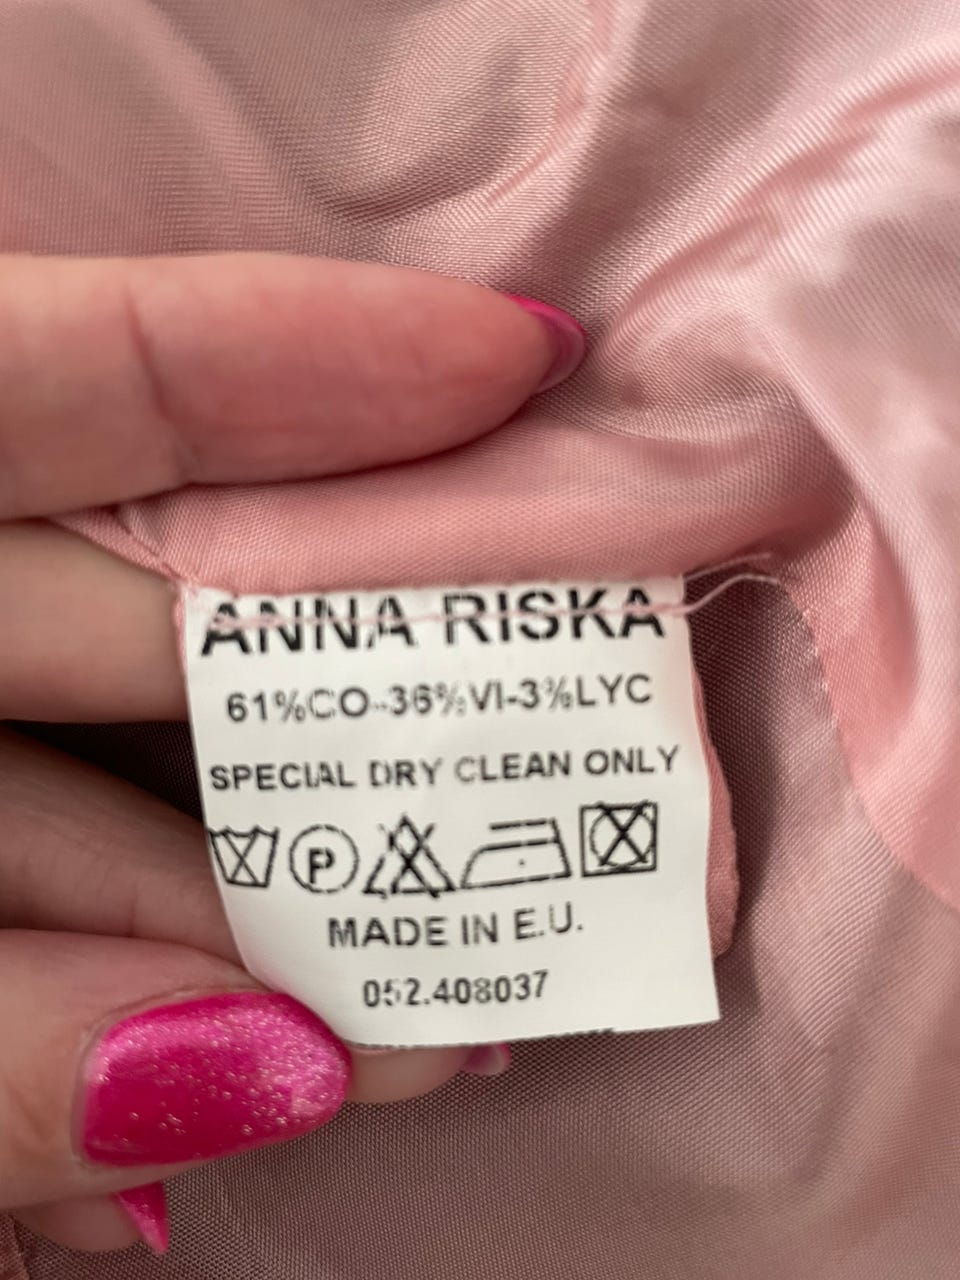 ANNA RISKA
61%CO-36%VI-3%LYC
SPECIAL DRY CLEAN ONLY
P
MADE IN E.U.
052.408037